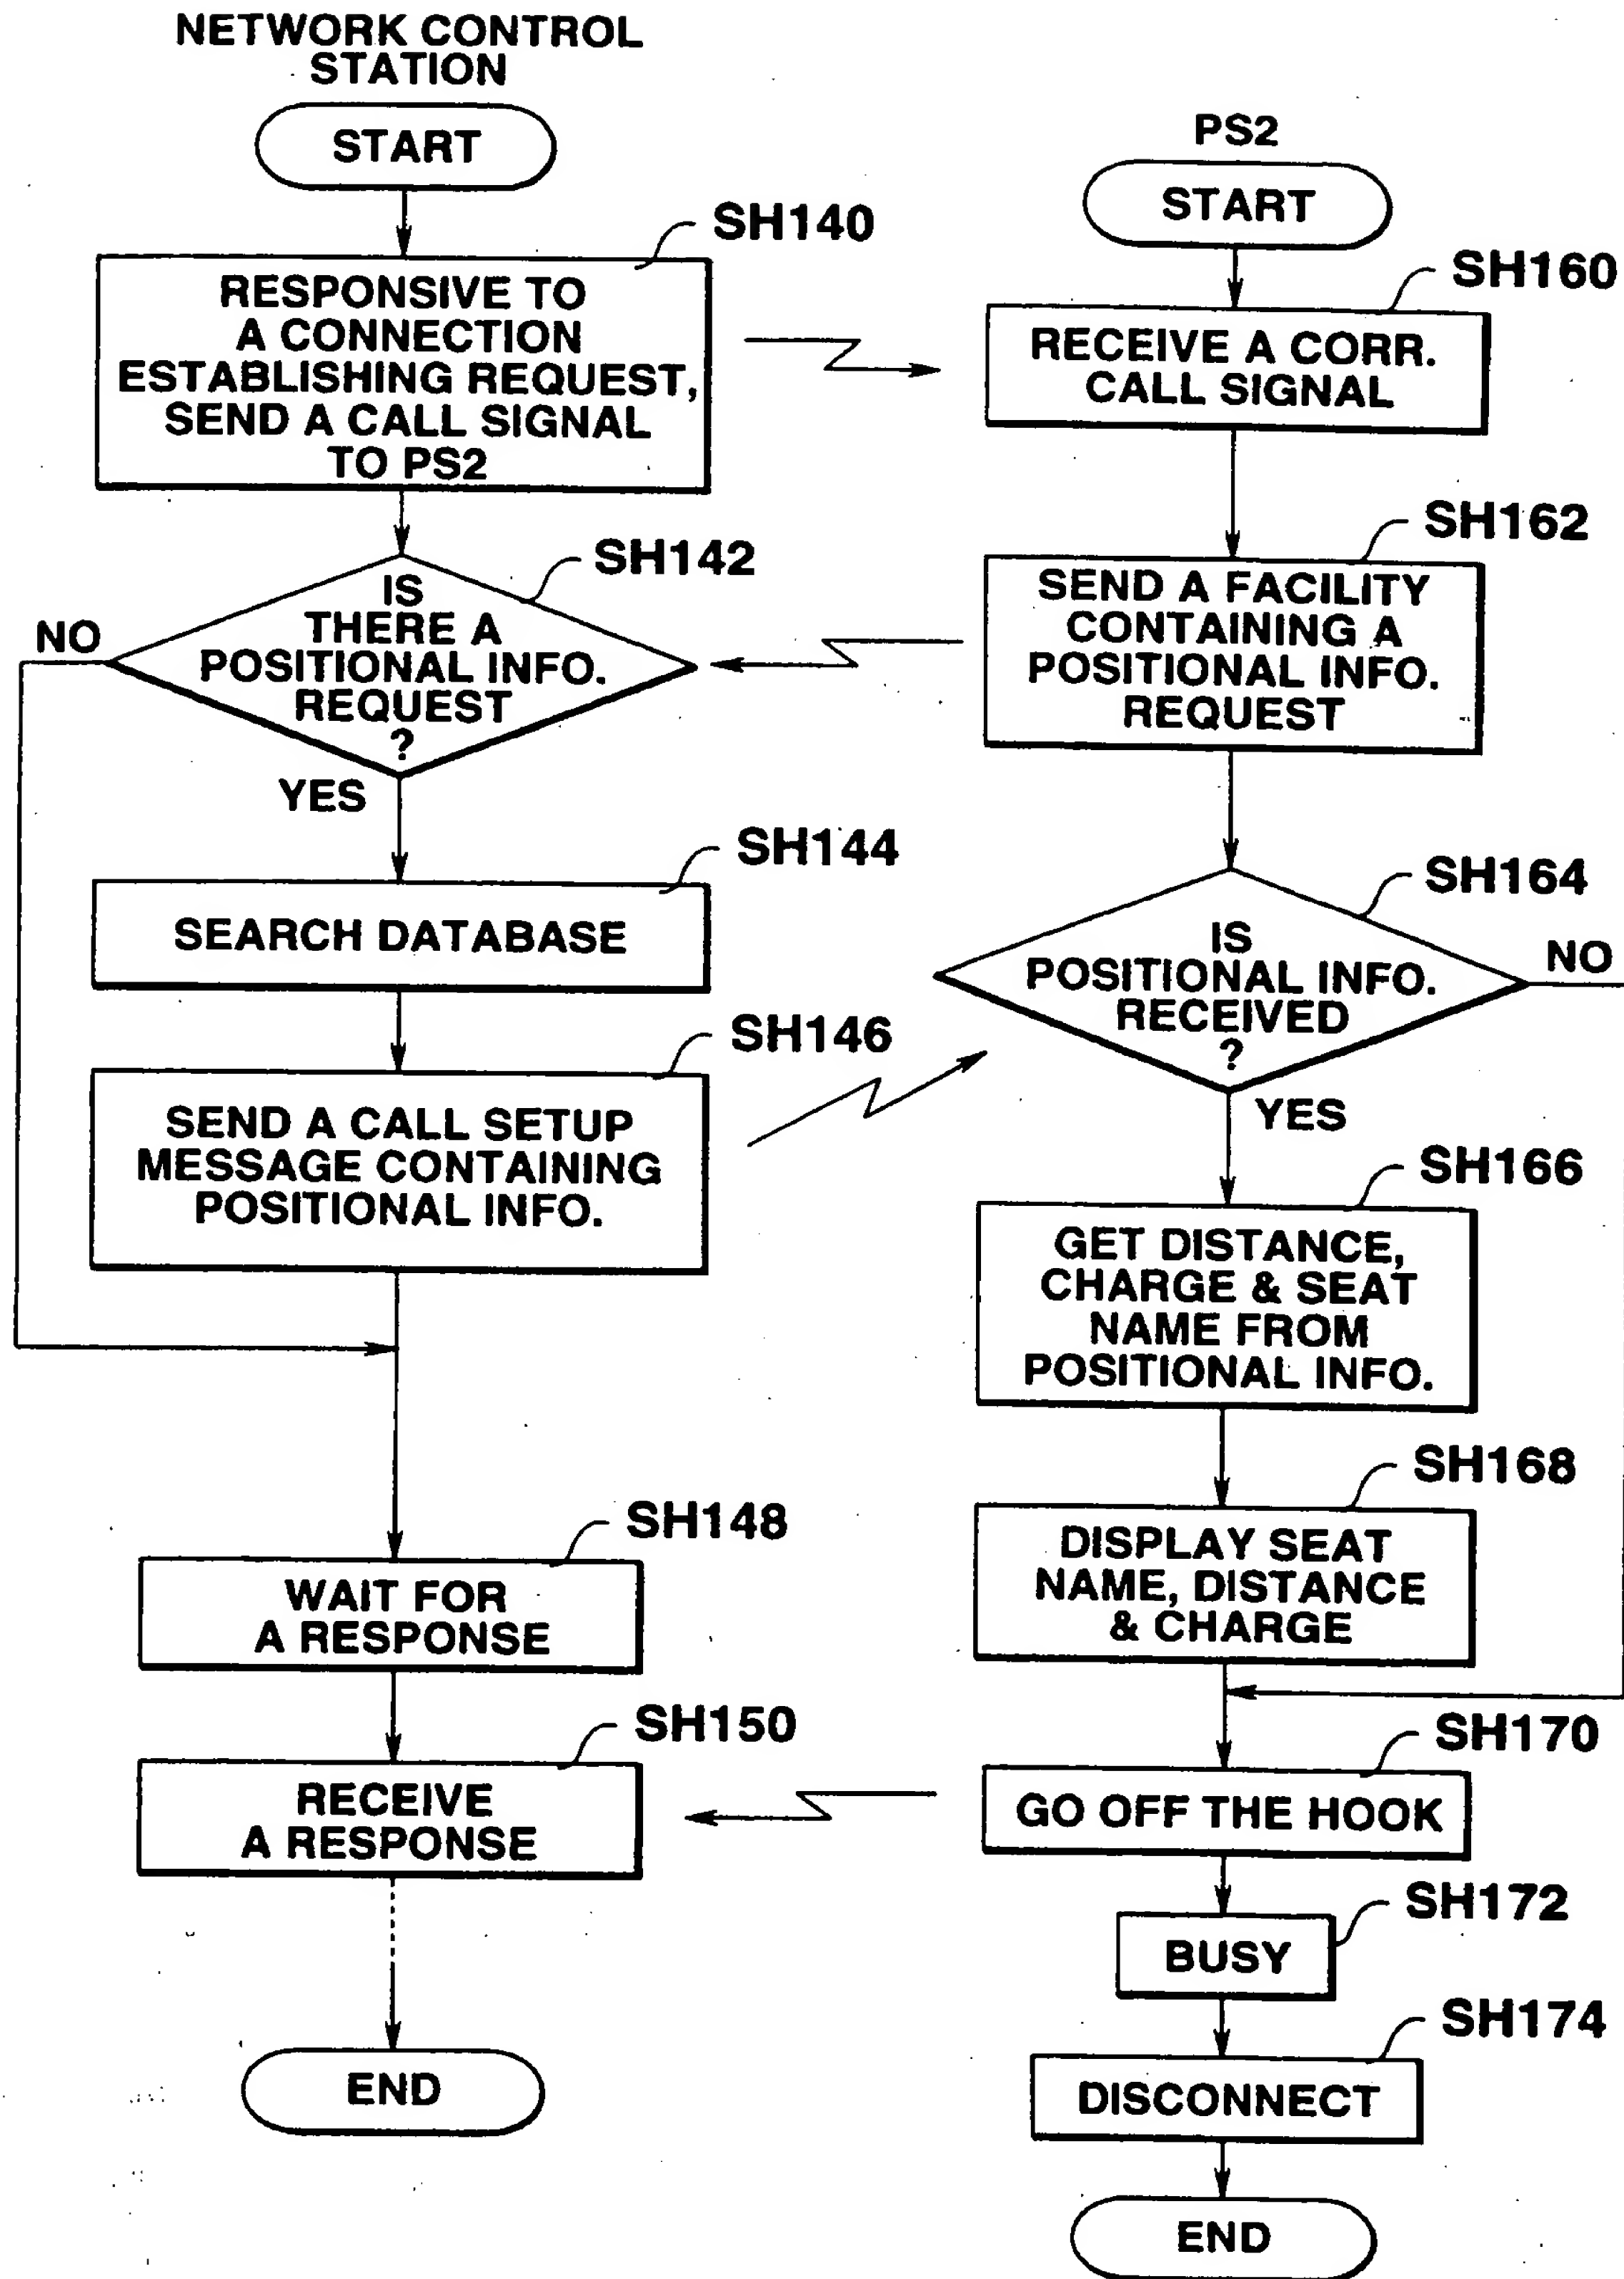 NETWORK CONTROL
STATION
START
SH140
RESPONSIVE TO
A CONNECTION
ESTABLISHING REQUEST,
SEND A CALL SIGNAL
TO PS2
SH142
IS
THERE A
POSITIONAL INFO.
REQUEST
?
NO
YES
SH144
SEARCH DATABASE
SH146
SEND A CALL SETUP
MESSAGE CONTAINING
POSITIONAL INFO.
SH148
WAIT FOR
A RESPONSE
SH150
RECEIVE
A RESPONSE
END
PS2
START
SH160
RECEIVE A CORR.
CALL SIGNAL
SH162
SEND A FACILITY
CONTAINING A
POSITIONAL INFO.
REQUEST
SH164
IS
POSITIONAL INFO.
RECEIVED
?
NO
YES
SH166
GET DISTANCE,
CHARGE & SEAT
NAME FROM
POSITIONAL INFO.
SH168
DISPLAY SEAT
NAME, DISTANCE
& CHARGE
SH170
GO OFF THE HOOK
SH172
BUSY
SH174
DISCONNECT
END